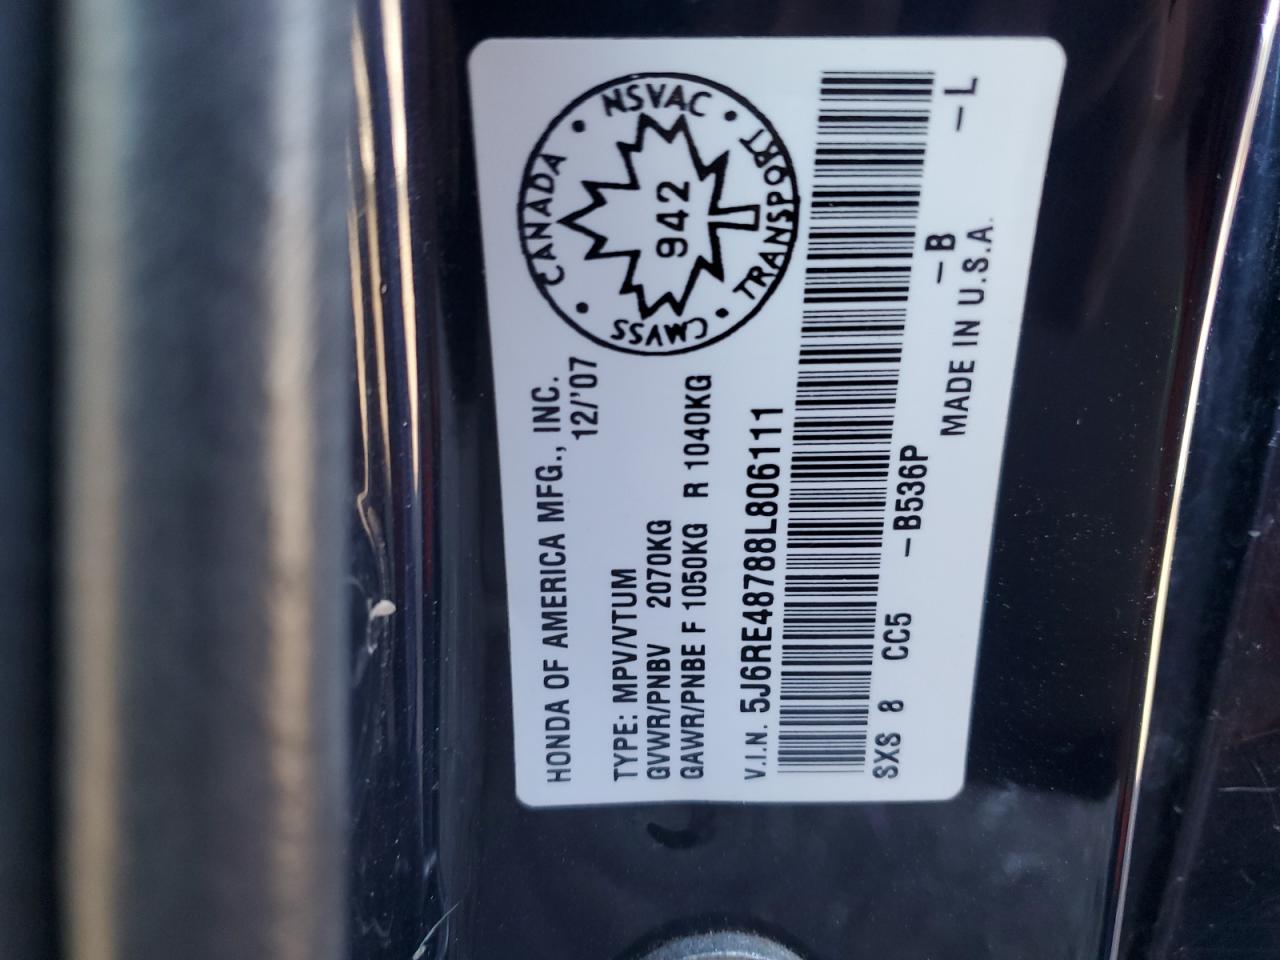 HONDA OF AMERICA MFG., INC.
12/'07
TYPE: MPV/VTUM
GVWR/PNBV 2070KG
GAWR/PNBE F 1050KG R 1040KG
V.I.N. 5J6RE48788L806111
SXS 8 CC5 -B536P -B -L
MADE IN U.S.A.
CANADA • NSVAC • TRANSPORT • CMVSS •
942